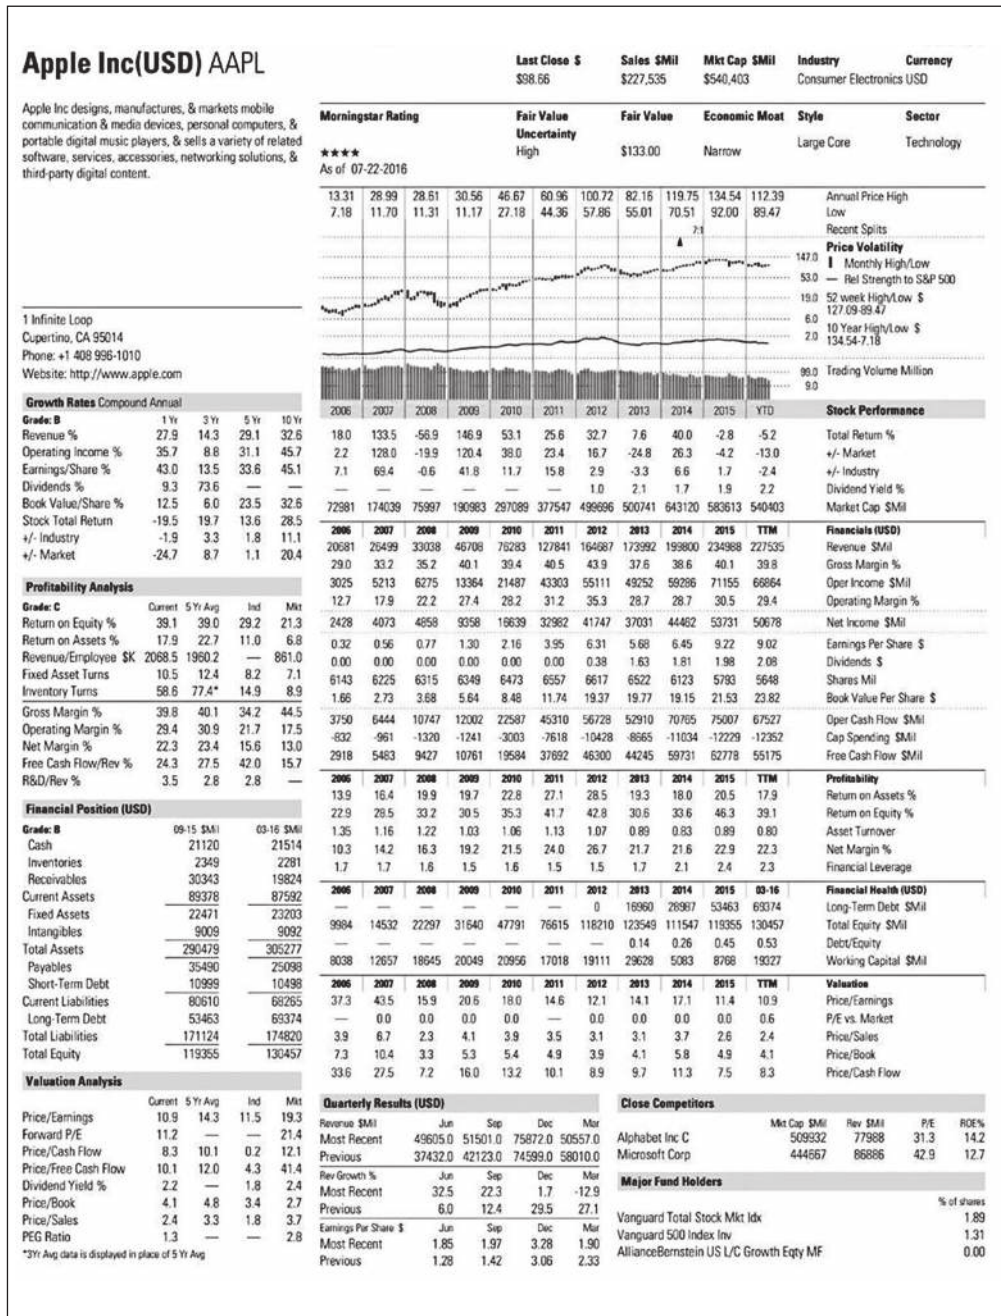 Apple Inc(USD) AAPL
Last Close $ Sales $Mil Mkt Cap $Mil Industry Currency
$98.66 $227,535 $540,403 Consumer Electronics USD
Apple Inc designs, manufactures, & markets mobile
communication & media devices, personal computers, &
portable digital music players, & sells a variety of related
software, services, accessories, networking solutions, &
third-party digital content.
Morningstar Rating Fair Value Uncertainty Fair Value Economic Moat Style Sector
★★★★ High $133.00 Narrow Large Core Technology
As of 07-22-2016
13.31 28.99 28.61 30.56 46.67 60.96 100.72 82.16 119.75 134.54 112.39 Annual Price High
7.18 11.70 11.31 11.17 27.18 44.36 57.86 55.01 70.51 92.00 89.47 Low
7:1 Recent Splits
Price Volatility
147.0 Monthly High/Low
53.0 — Rel Strength to S&P 500
19.0 52 week High/Low $
127.09-89.47
6.0
10 Year High/Low $
2.0 134.54-7.18
99.0 Trading Volume Million
9.0
1 Infinite Loop
Cupertino, CA 95014
Phone: +1 408 996-1010
Website: http://www.apple.com
Growth Rates Compound Annual
Grade: B 1 Yr 3 Yr 5 Yr 10 Yr
Revenue % 27.9 14.3 29.1 32.6
Operating Income % 35.7 8.8 31.1 45.7
Earnings/Share % 43.0 13.5 33.6 45.1
Dividends % 9.3 73.6 — —
Book Value/Share % 12.5 6.0 23.5 32.6
Stock Total Return -19.5 19.7 13.6 28.5
+/- Industry -1.9 3.3 1.8 11.1
+/- Market -24.7 8.7 1.1 20.4
Profitability Analysis
Grade: C Current 5 Yr Avg Ind Mkt
Return on Equity % 39.1 39.0 29.2 21.3
Return on Assets % 17.9 22.7 11.0 6.8
Revenue/Employee $K 2068.5 1960.2 — 861.0
Fixed Asset Turns 10.5 12.4 8.2 7.1
Inventory Turns 58.6 77.4* 14.9 8.9
Gross Margin % 39.8 40.1 34.2 44.5
Operating Margin % 29.4 30.9 21.7 17.5
Net Margin % 22.3 23.4 15.6 13.0
Free Cash Flow/Rev % 24.3 27.5 42.0 15.7
R&D/Rev % 3.5 2.8 2.8 —
Financial Position (USD)
Grade: B 09-15 $Mil 03-16 $Mil
Cash 21120 21514
Inventories 2349 2281
Receivables 30343 19824
Current Assets 89378 87592
Fixed Assets 22471 23203
Intangibles 9009 9092
Total Assets 290479 305277
Payables 35490 25098
Short-Term Debt 10999 10498
Current Liabilities 80610 68265
Long-Term Debt 53463 69374
Total Liabilities 171124 174820
Total Equity 119355 130457
Valuation Analysis
Current 5 Yr Avg Ind Mkt
Price/Earnings 10.9 14.3 11.5 19.3
Forward P/E 11.2 — — 21.4
Price/Cash Flow 8.3 10.1 0.2 12.1
Price/Free Cash Flow 10.1 12.0 4.3 41.4
Dividend Yield % 2.2 — 1.8 2.4
Price/Book 4.1 4.8 3.4 2.7
Price/Sales 2.4 3.3 1.8 3.7
PEG Ratio 1.3 — — 2.8
*3Yr Avg data is displayed in place of 5 Yr Avg
2006 2007 2008 2009 2010 2011 2012 2013 2014 2015 YTD Stock Performance
18.0 133.5 -56.9 146.9 53.1 25.6 32.7 7.6 40.0 -2.8 -5.2 Total Return %
2.2 128.0 -19.9 120.4 38.0 23.4 16.7 -24.8 26.3 -4.2 -13.0 +/- Market
7.1 69.4 -0.6 41.8 11.7 15.8 2.9 -3.3 6.6 1.7 -2.4 +/- Industry
— — — — — — 1.0 2.1 1.7 1.9 2.2 Dividend Yield %
72981 174039 75997 190983 297089 377547 499696 500741 643120 583613 540403 Market Cap $Mil
2006 2007 2008 2009 2010 2011 2012 2013 2014 2015 TTM Financials (USD)
20681 26499 33038 46708 76283 127841 164687 173992 199800 234988 227535 Revenue $Mil
29.0 33.2 35.2 40.1 39.4 40.5 43.9 37.6 38.6 40.1 39.8 Gross Margin %
3025 5213 6275 13364 21487 43303 55111 49252 59286 71155 66864 Oper Income $Mil
12.7 17.9 22.2 27.4 28.2 31.2 35.3 28.7 28.7 30.5 29.4 Operating Margin %
2428 4073 4858 9358 16639 32982 41747 37031 44462 53731 50678 Net Income $Mil
0.32 0.56 0.77 1.30 2.16 3.95 6.31 5.68 6.45 9.22 9.02 Earnings Per Share $
0.00 0.00 0.00 0.00 0.00 0.00 0.38 1.63 1.81 1.98 2.08 Dividends $
6143 6225 6315 6349 6473 6557 6617 6522 6123 5793 5648 Shares Mil
1.66 2.73 3.68 5.64 8.48 11.74 19.37 19.77 19.15 21.53 23.82 Book Value Per Share $
3750 6444 10747 12002 22587 45310 56728 52910 70765 75007 67527 Oper Cash Flow $Mil
-832 -961 -1320 -1241 -3003 -7618 -10428 -8665 -11034 -12229 -12352 Cap Spending $Mil
2918 5483 9427 10761 19584 37692 46300 44245 59731 62778 55175 Free Cash Flow $Mil
2006 2007 2008 2009 2010 2011 2012 2013 2014 2015 TTM Profitability
13.9 16.4 19.9 19.7 22.8 27.1 28.5 19.3 18.0 20.5 17.9 Return on Assets %
22.9 28.5 33.2 30.5 35.3 41.7 42.8 30.6 33.6 46.3 39.1 Return on Equity %
1.35 1.16 1.22 1.03 1.06 1.13 1.07 0.89 0.83 0.89 0.80 Asset Turnover
10.3 14.2 16.3 19.2 21.5 24.0 26.7 21.7 21.6 22.9 22.3 Net Margin %
1.7 1.7 1.6 1.5 1.6 1.5 1.5 1.7 2.1 2.4 2.3 Financial Leverage
2006 2007 2008 2009 2010 2011 2012 2013 2014 2015 03-16 Financial Health (USD)
— — — — — — 0 16960 28987 53463 69374 Long-Term Debt $Mil
9984 14532 22297 31640 47791 76615 118210 123549 111547 119355 130457 Total Equity $Mil
— — — — — — — 0.14 0.26 0.45 0.53 Debt/Equity
8038 12657 18645 20049 20956 17018 19111 29628 5083 8768 19327 Working Capital $Mil
2006 2007 2008 2009 2010 2011 2012 2013 2014 2015 TTM Valuation
37.3 43.5 15.9 20.6 18.0 14.6 12.1 14.1 17.1 11.4 10.9 Price/Earnings
— 0.0 0.0 0.0 0.0 — 0.0 0.0 0.0 0.0 0.6 P/E vs. Market
3.9 6.7 2.3 4.1 3.9 3.5 3.1 3.1 3.7 2.6 2.4 Price/Sales
7.3 10.4 3.3 5.3 5.4 4.9 3.9 4.1 5.8 4.9 4.1 Price/Book
33.6 27.5 7.2 16.0 13.2 10.1 8.9 9.7 11.3 7.5 8.3 Price/Cash Flow
Quarterly Results (USD)
Revenue $Mil Jun Sep Dec Mar
Most Recent 49605.0 51501.0 75872.0 50557.0
Previous 37432.0 42123.0 74599.0 58010.0
Rev Growth % Jun Sep Dec Mar
Most Recent 32.5 22.3 1.7 -12.9
Previous 6.0 12.4 29.5 27.1
Earnings Per Share $ Jun Sep Dec Mar
Most Recent 1.85 1.97 3.28 1.90
Previous 1.28 1.42 3.06 2.33
Close Competitors
Mkt Cap $Mil Rev $Mil P/E ROE%
Alphabet Inc C 509932 77988 31.3 14.2
Microsoft Corp 444667 86886 42.9 12.7
Major Fund Holders
% of shares
Vanguard Total Stock Mkt Idx 1.89
Vanguard 500 Index Inv 1.31
AllianceBernstein US L/C Growth Eqty MF 0.00